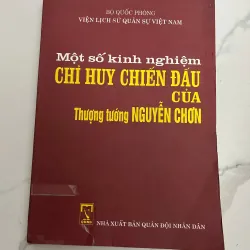 BỘ QUỐC PHÒNG
VIỆN LỊCH SỬ QUÂN SỰ VIỆT NAM
Một số kinh nghiệm
CHỈ HUY CHIẾN ĐẤU
CỦA
Thượng tướng NGUYỄN CHƠN
NHÀ XUẤT BẢN QUÂN ĐỘI NHÂN DÂN